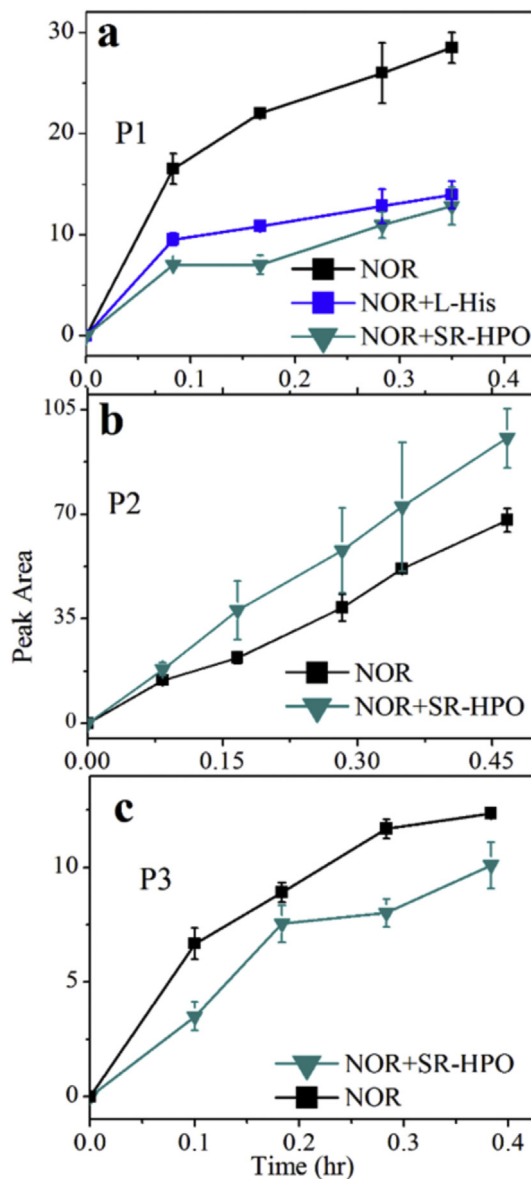 a
30
20
10
0
P1
NOR
NOR+L-His
NOR+SR-HPO
0.0 0.1 0.2 0.3 0.4
b
105
70
35
0
P2
Peak Area
NOR
NOR+SR-HPO
0.00 0.15 0.30 0.45
c
10
5
0
P3
NOR+SR-HPO
NOR
0.0 0.1 0.2 0.3 0.4
Time (hr)